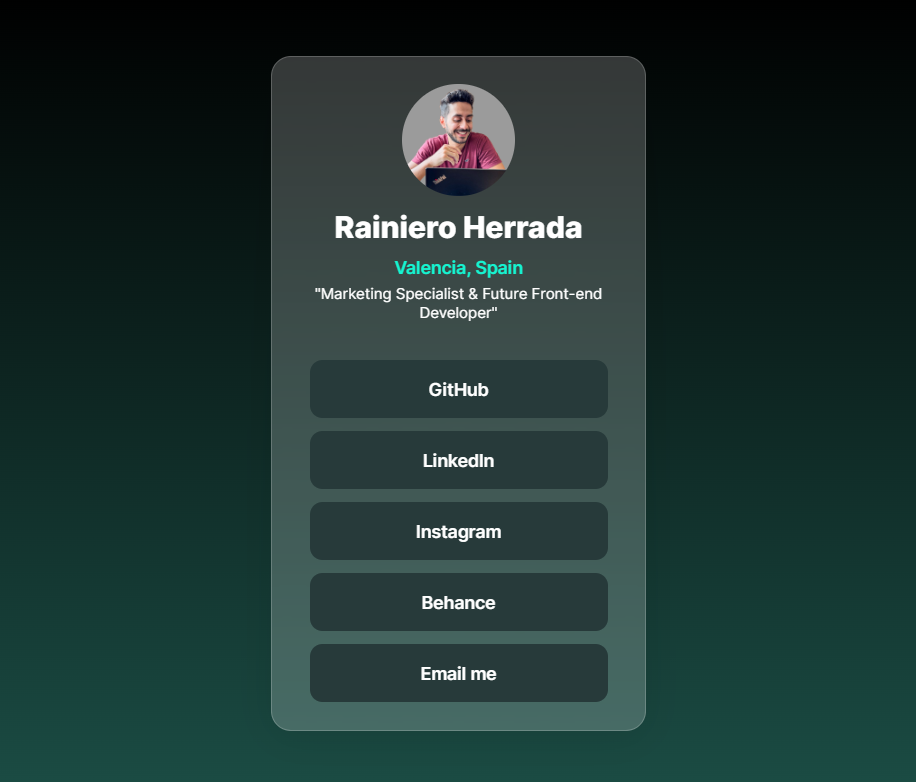 Rainiero Herrada
Valencia, Spain
"Marketing Specialist & Future Front-end
Developer"
GitHub
LinkedIn
Instagram
Behance
Email me